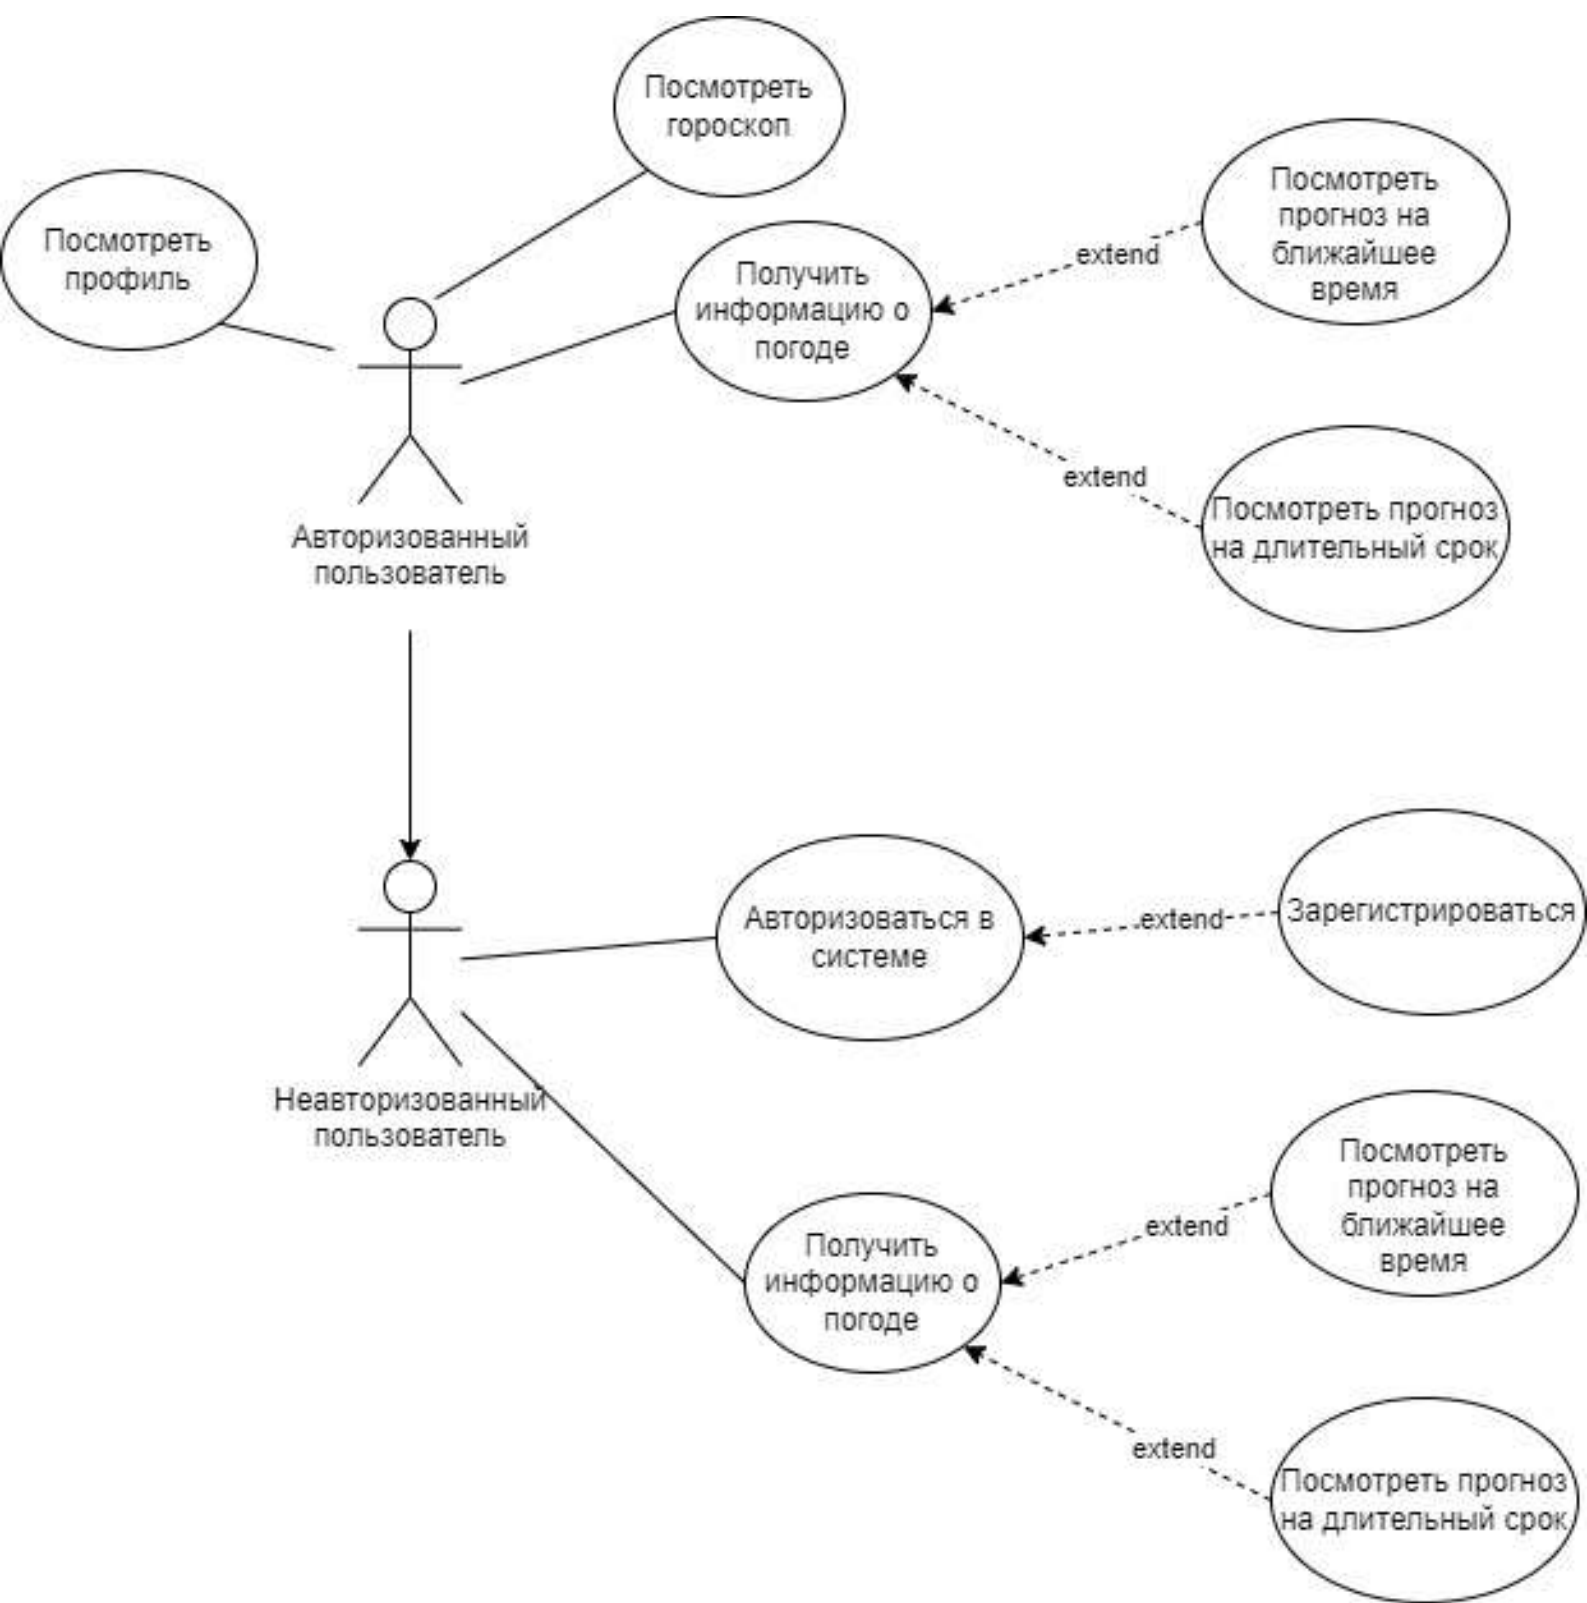 Посмотреть
гороскоп
Посмотреть
прогноз на
ближайшее
время
Посмотреть
профиль
extend
Получить
информацию о
погоде
extend
Посмотреть прогноз
на длительный срок
Авторизованный
пользователь
Авторизоваться в
системе
extend
Зарегистрироваться
Неавторизованный
пользователь
Посмотреть
прогноз на
ближайшее
время
extend
Получить
информацию о
погоде
extend
Посмотреть прогноз
на длительный срок